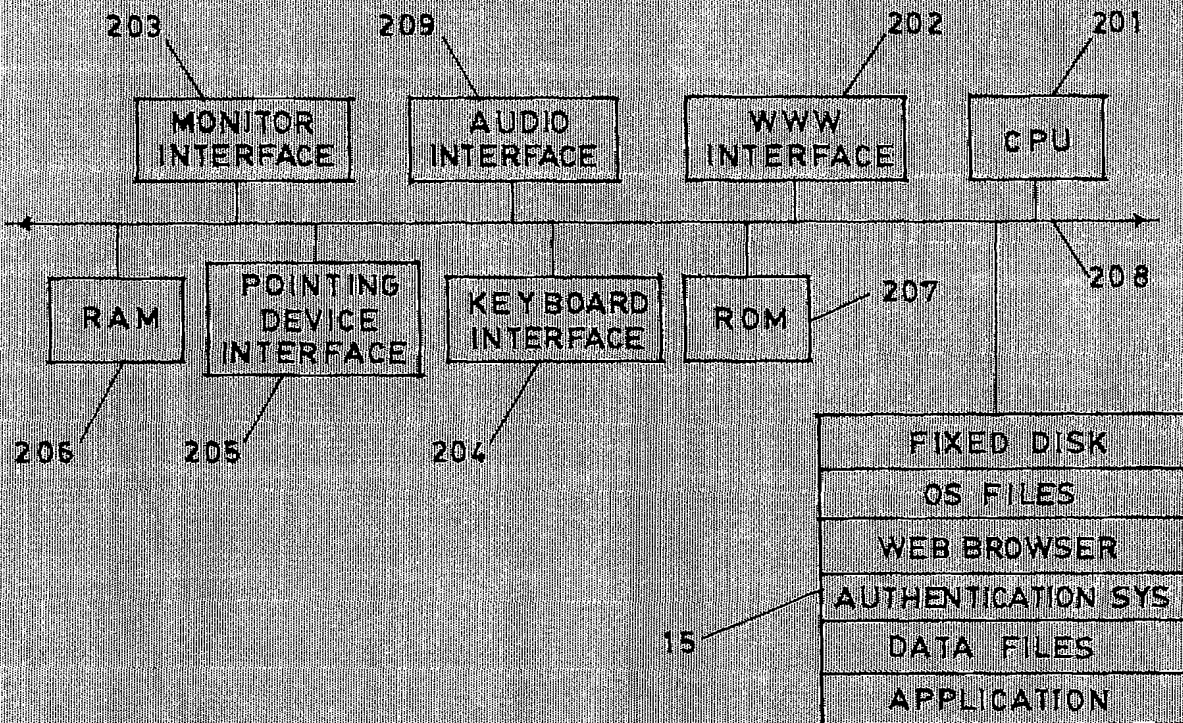 203
209
202
201
MONITOR
INTERFACE
AUDIO
INTERFACE
WWW
INTERFACE
CPU
208
RAM
POINTING
DEVICE
INTERFACE
KEYBOARD
INTERFACE
ROM
207
206
205
204
FIXED DISK
OS FILES
WEB BROWSER
AUTHENTICATION SYS
15
DATA FILES
APPLICATION